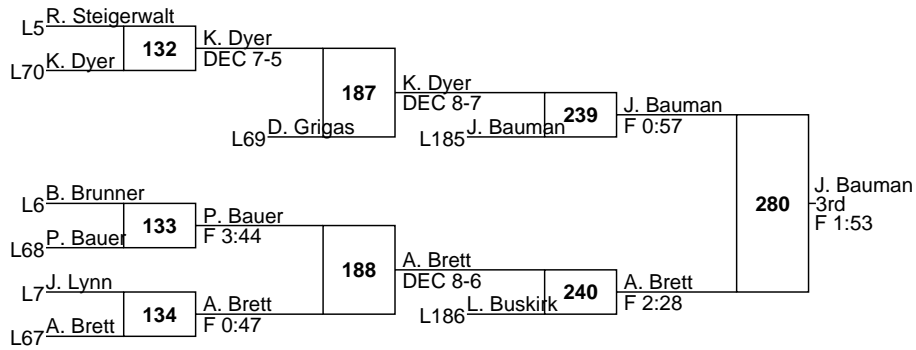 R. Steigerwalt
L5
132
K. Dyer
DEC 7-5
K. Dyer
L70
187
K. Dyer
DEC 8-7
D. Grigas
L69
239
J. Bauman
F 0:57
J. Bauman
L185
B. Brunner
L6
133
P. Bauer
F 3:44
P. Bauer
L68
188
A. Brett
DEC 8-6
J. Lynn
L7
134
A. Brett
F 0:47
A. Brett
L67
240
A. Brett
F 2:28
L. Buskirk
L186
280
J. Bauman
3rd
F 1:53